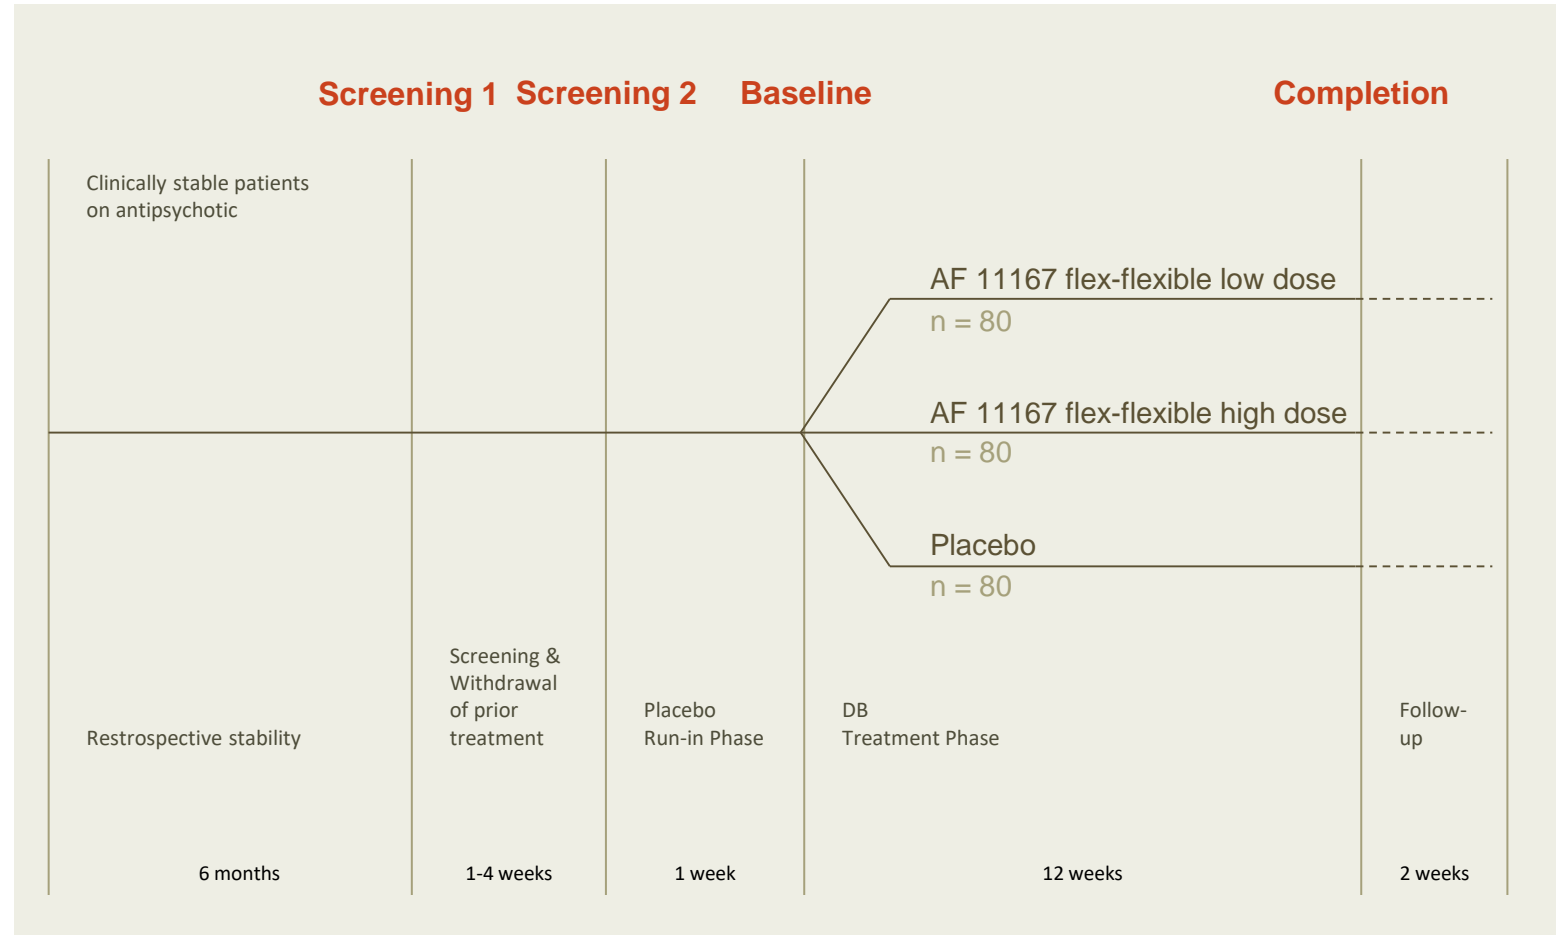 Screening 1 Screening 2 Baseline Completion
Clinically stable patients
on antipsychotic
AF 11167 flex-flexible low dose
n = 80
AF 11167 flex-flexible high dose
n = 80
Placebo
n = 80
Restrospective stability
Screening &
Withdrawal
of prior
treatment
Placebo
Run-in Phase
DB
Treatment Phase
Follow-
up
6 months
1-4 weeks
1 week
12 weeks
2 weeks